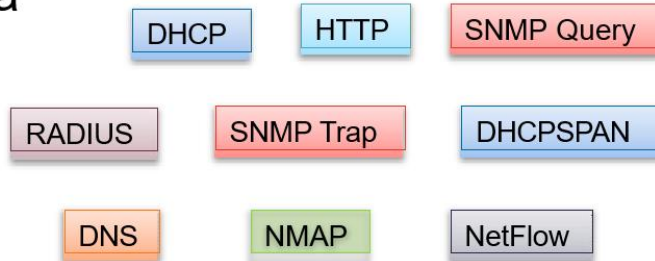 DHCP
HTTP
SNMP Query
RADIUS
SNMP Trap
DHCPSPAN
DNS
NMAP
NetFlow